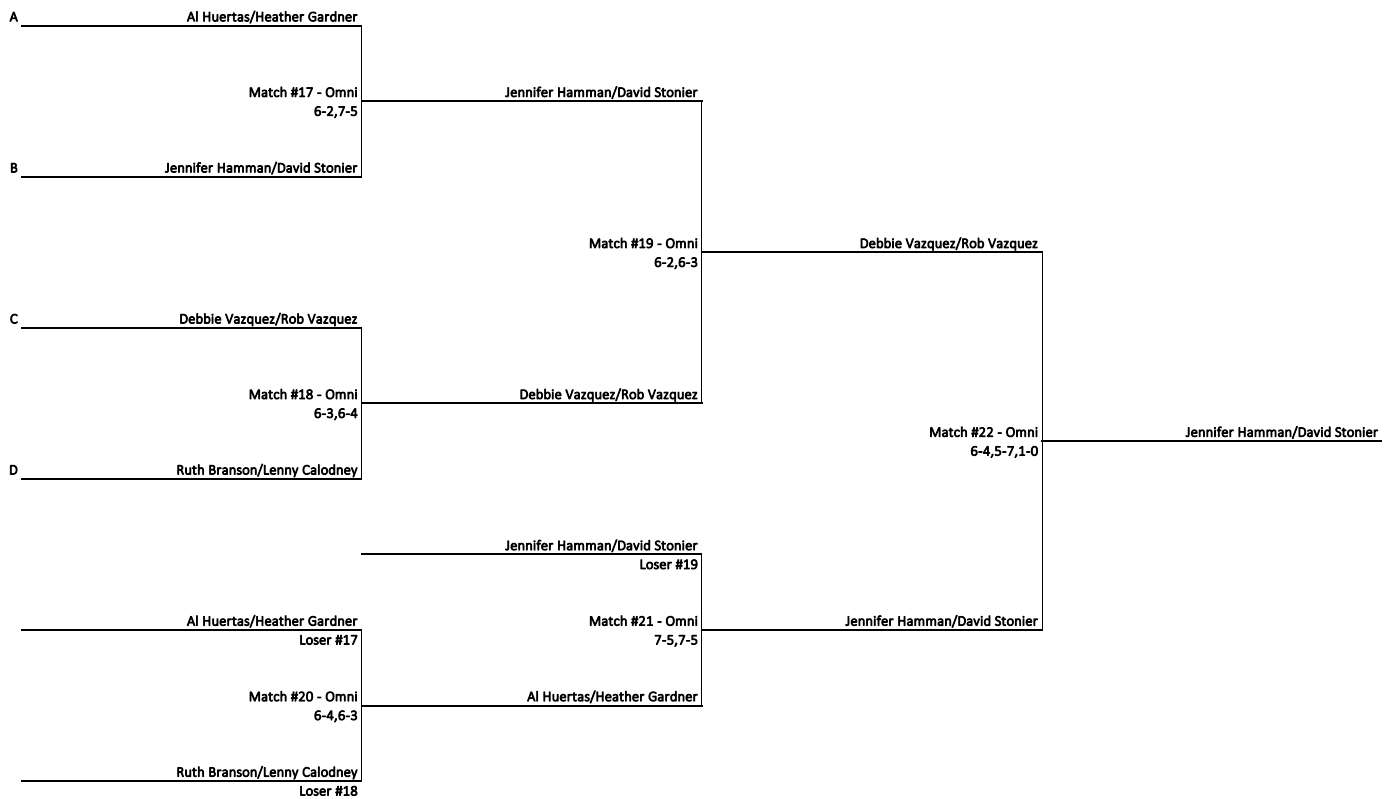 A
Al Huertas/Heather Gardner
Match #17 - Omni
6-2,7-5
Jennifer Hamman/David Stonier
B
Jennifer Hamman/David Stonier
Match #19 - Omni
6-2,6-3
Debbie Vazquez/Rob Vazquez
C
Debbie Vazquez/Rob Vazquez
Match #18 - Omni
6-3,6-4
Debbie Vazquez/Rob Vazquez
Match #22 - Omni
6-4,5-7,1-0
Jennifer Hamman/David Stonier
D
Ruth Branson/Lenny Calodney
Jennifer Hamman/David Stonier
Loser #19
Al Huertas/Heather Gardner
Loser #17
Match #21 - Omni
7-5,7-5
Jennifer Hamman/David Stonier
Match #20 - Omni
6-4,6-3
Al Huertas/Heather Gardner
Ruth Branson/Lenny Calodney
Loser #18